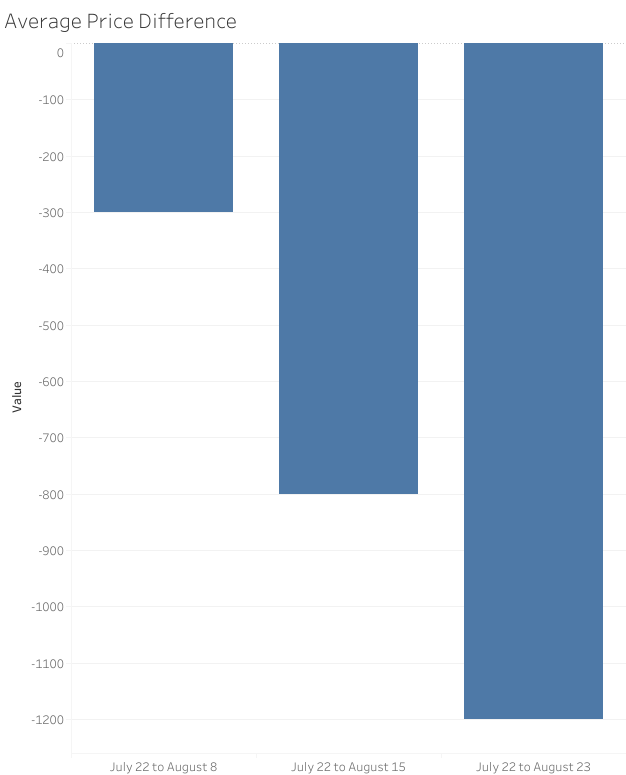 Average Price Difference
0
-100
-200
-300
-400
-500
-600
-700
-800
-900
-1000
-1100
-1200
Value
July 22 to August 8
July 22 to August 15
July 22 to August 23